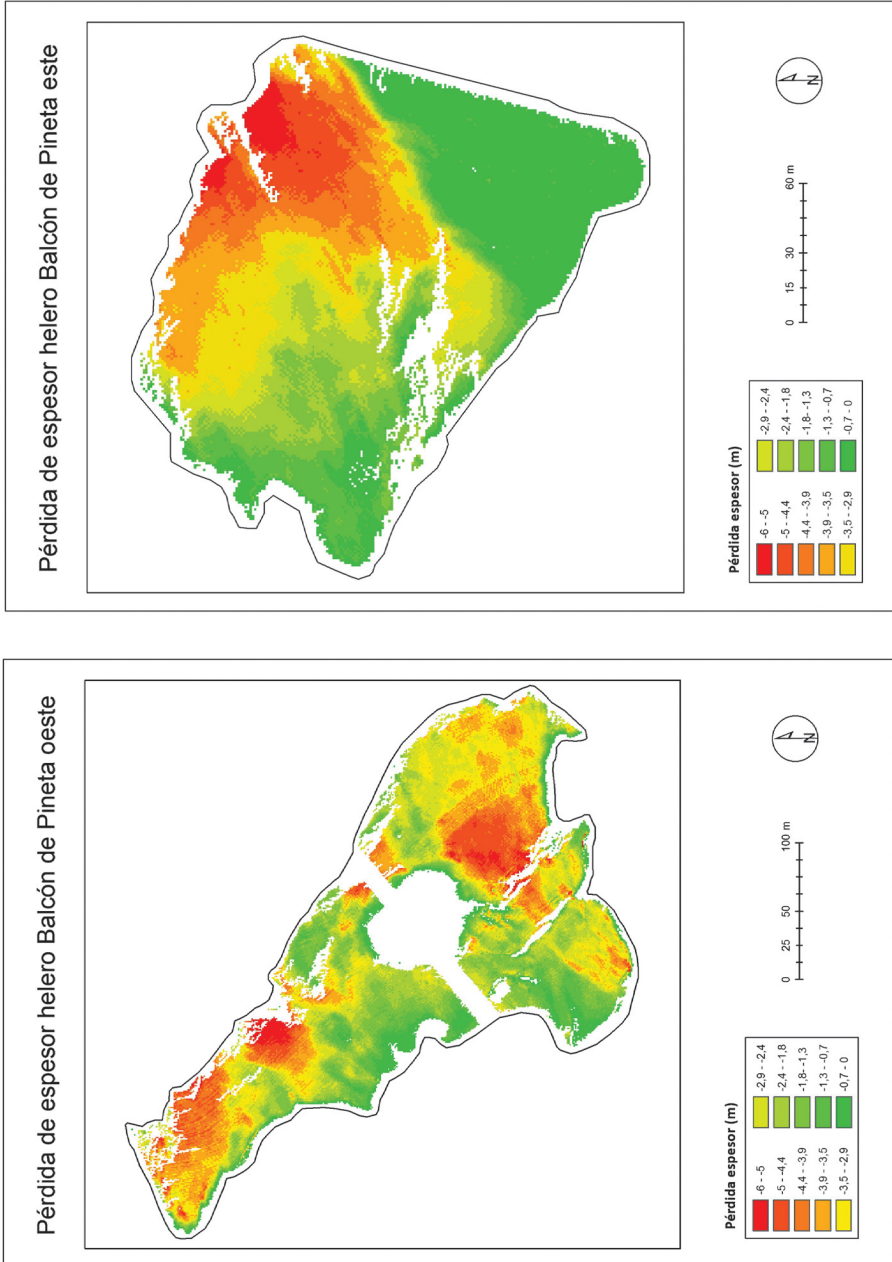 Pérdida de espesor helero Balcón de Pineta oeste
Pérdida espesor (m)
-6 - -5
-5 - -4,4
-4,4 - -3,9
-3,9 - -3,5
-3,5 - -2,9
-2,9 - -2,4
-2,4 - -1,8
-1,8- -1,3
-1,3 - -0,7
-0,7 - 0
0 25 50 100 m
N
Pérdida de espesor helero Balcón de Pineta este
Pérdida espesor (m)
-6 - -5
-5 - -4,4
-4,4 - -3,9
-3,9 - -3,5
-3,5 - -2,9
-2,9 - -2,4
-2,4 - -1,8
-1,8- -1,3
-1,3 - -0,7
-0,7 - 0
0 15 30 60 m
N